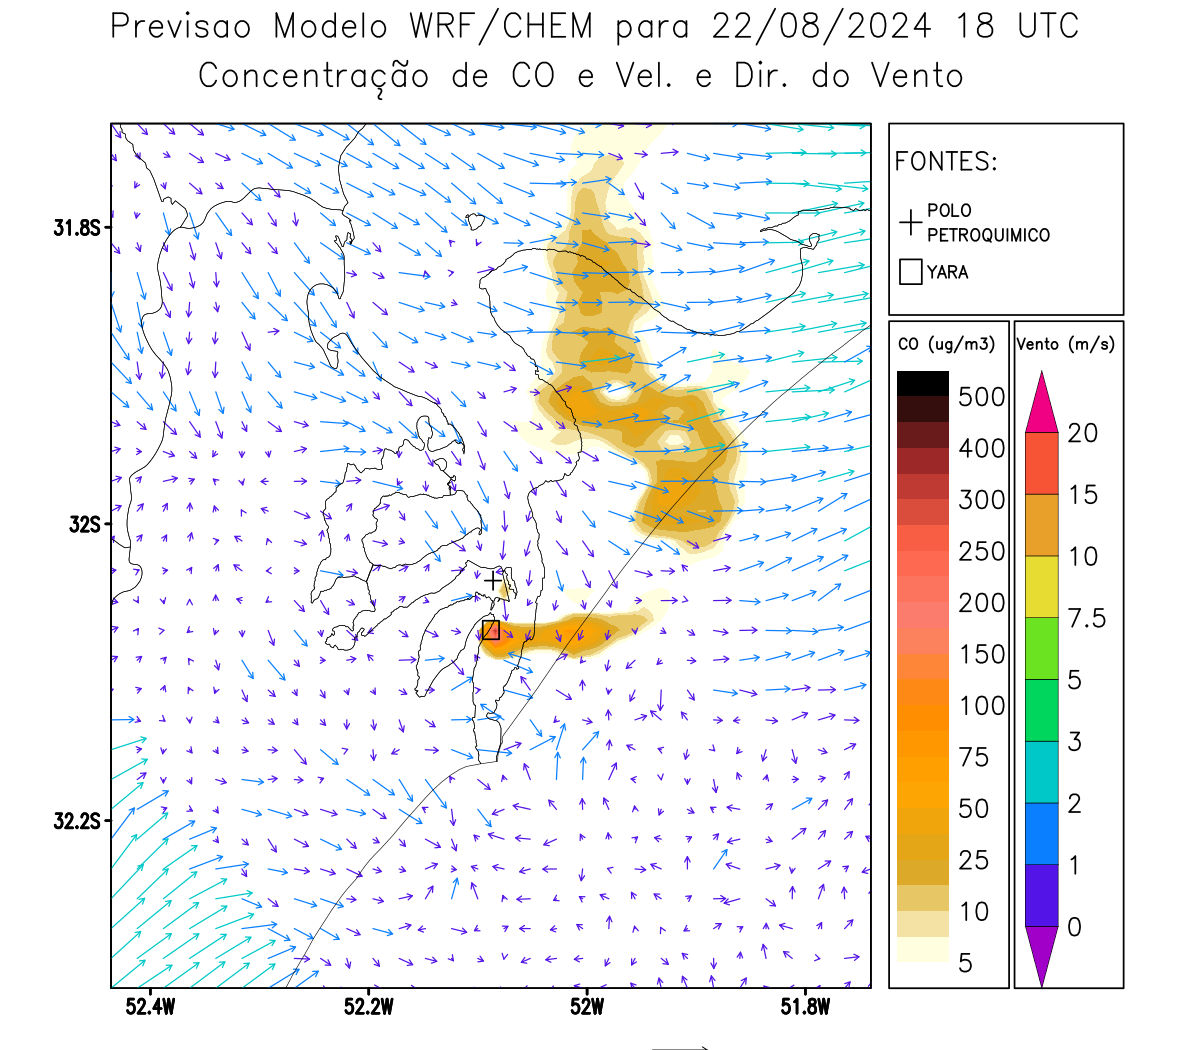 Previsao Modelo WRF/CHEM para 22/08/2024 18 UTC
Concentração de CO e Vel. e Dir. do Vento
FONTES:
POLO
PETROQUIMICO
YARA
CO (ug/m3)
500
400
300
250
200
150
100
75
50
25
10
5
Vento (m/s)
20
15
10
7.5
5
3
2
1
0
31.8S
32S
32.2S
52.4W
52.2W
52W
51.8W